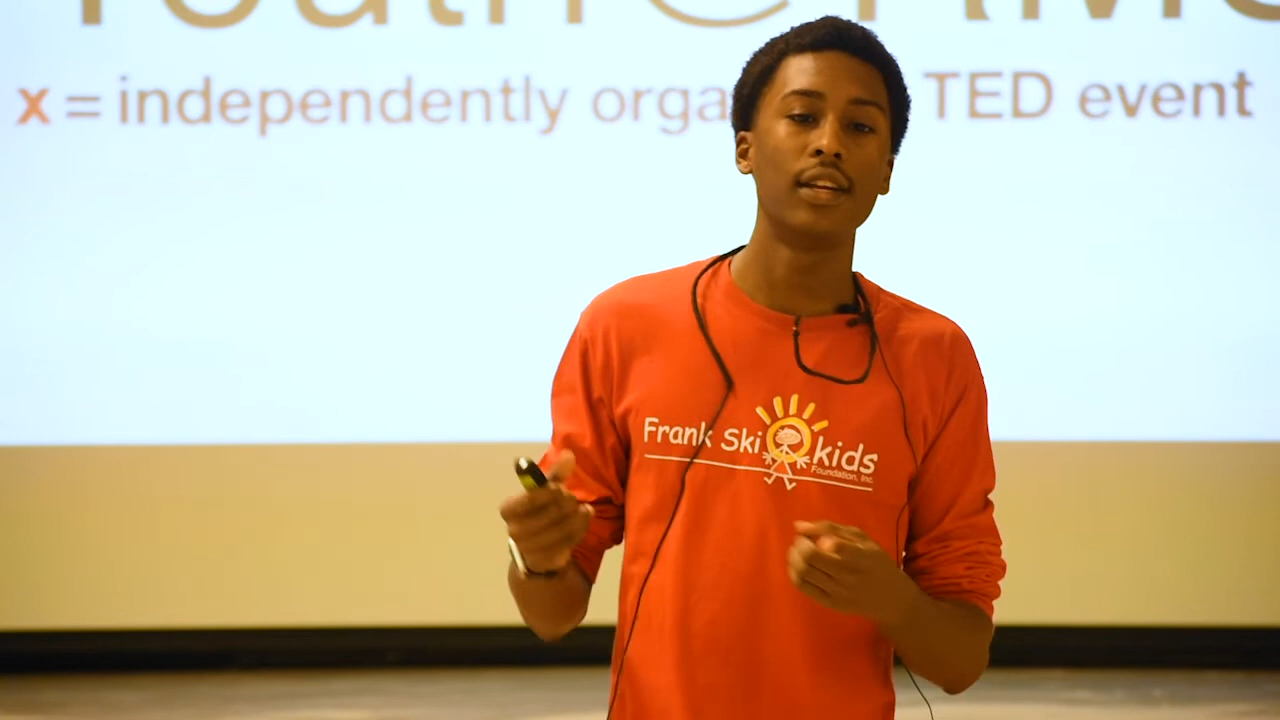 x = independently orga TED event
Frank Ski kids
Foundation, Inc.